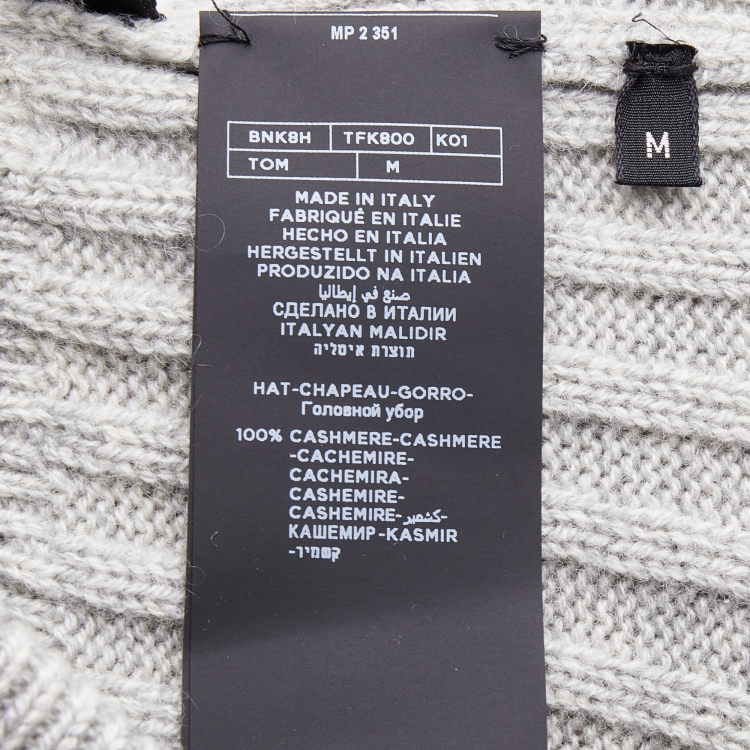 MP 2 351
BNK8H TFK800 K01
TOM M
MADE IN ITALY
FABRIQUÉ EN ITALIE
HECHO EN ITALIA
HERGESTELLT IN ITALIEN
PRODUZIDO NA ITALIA
صنع في إيطاليا
СДЕЛАНО В ИТАЛИИ
ITALYAN MALIDIR
תוצרת איטליה
HAT-CHAPEAU-GORRO-
Головной убор
100% CASHMERE-CASHMERE
-CACHEMIRE-
CACHEMIRA-
CASHEMIRE-
CASHEMIRE-كشمير-
КАШЕМИР-KASMIR
-קשמיר
M